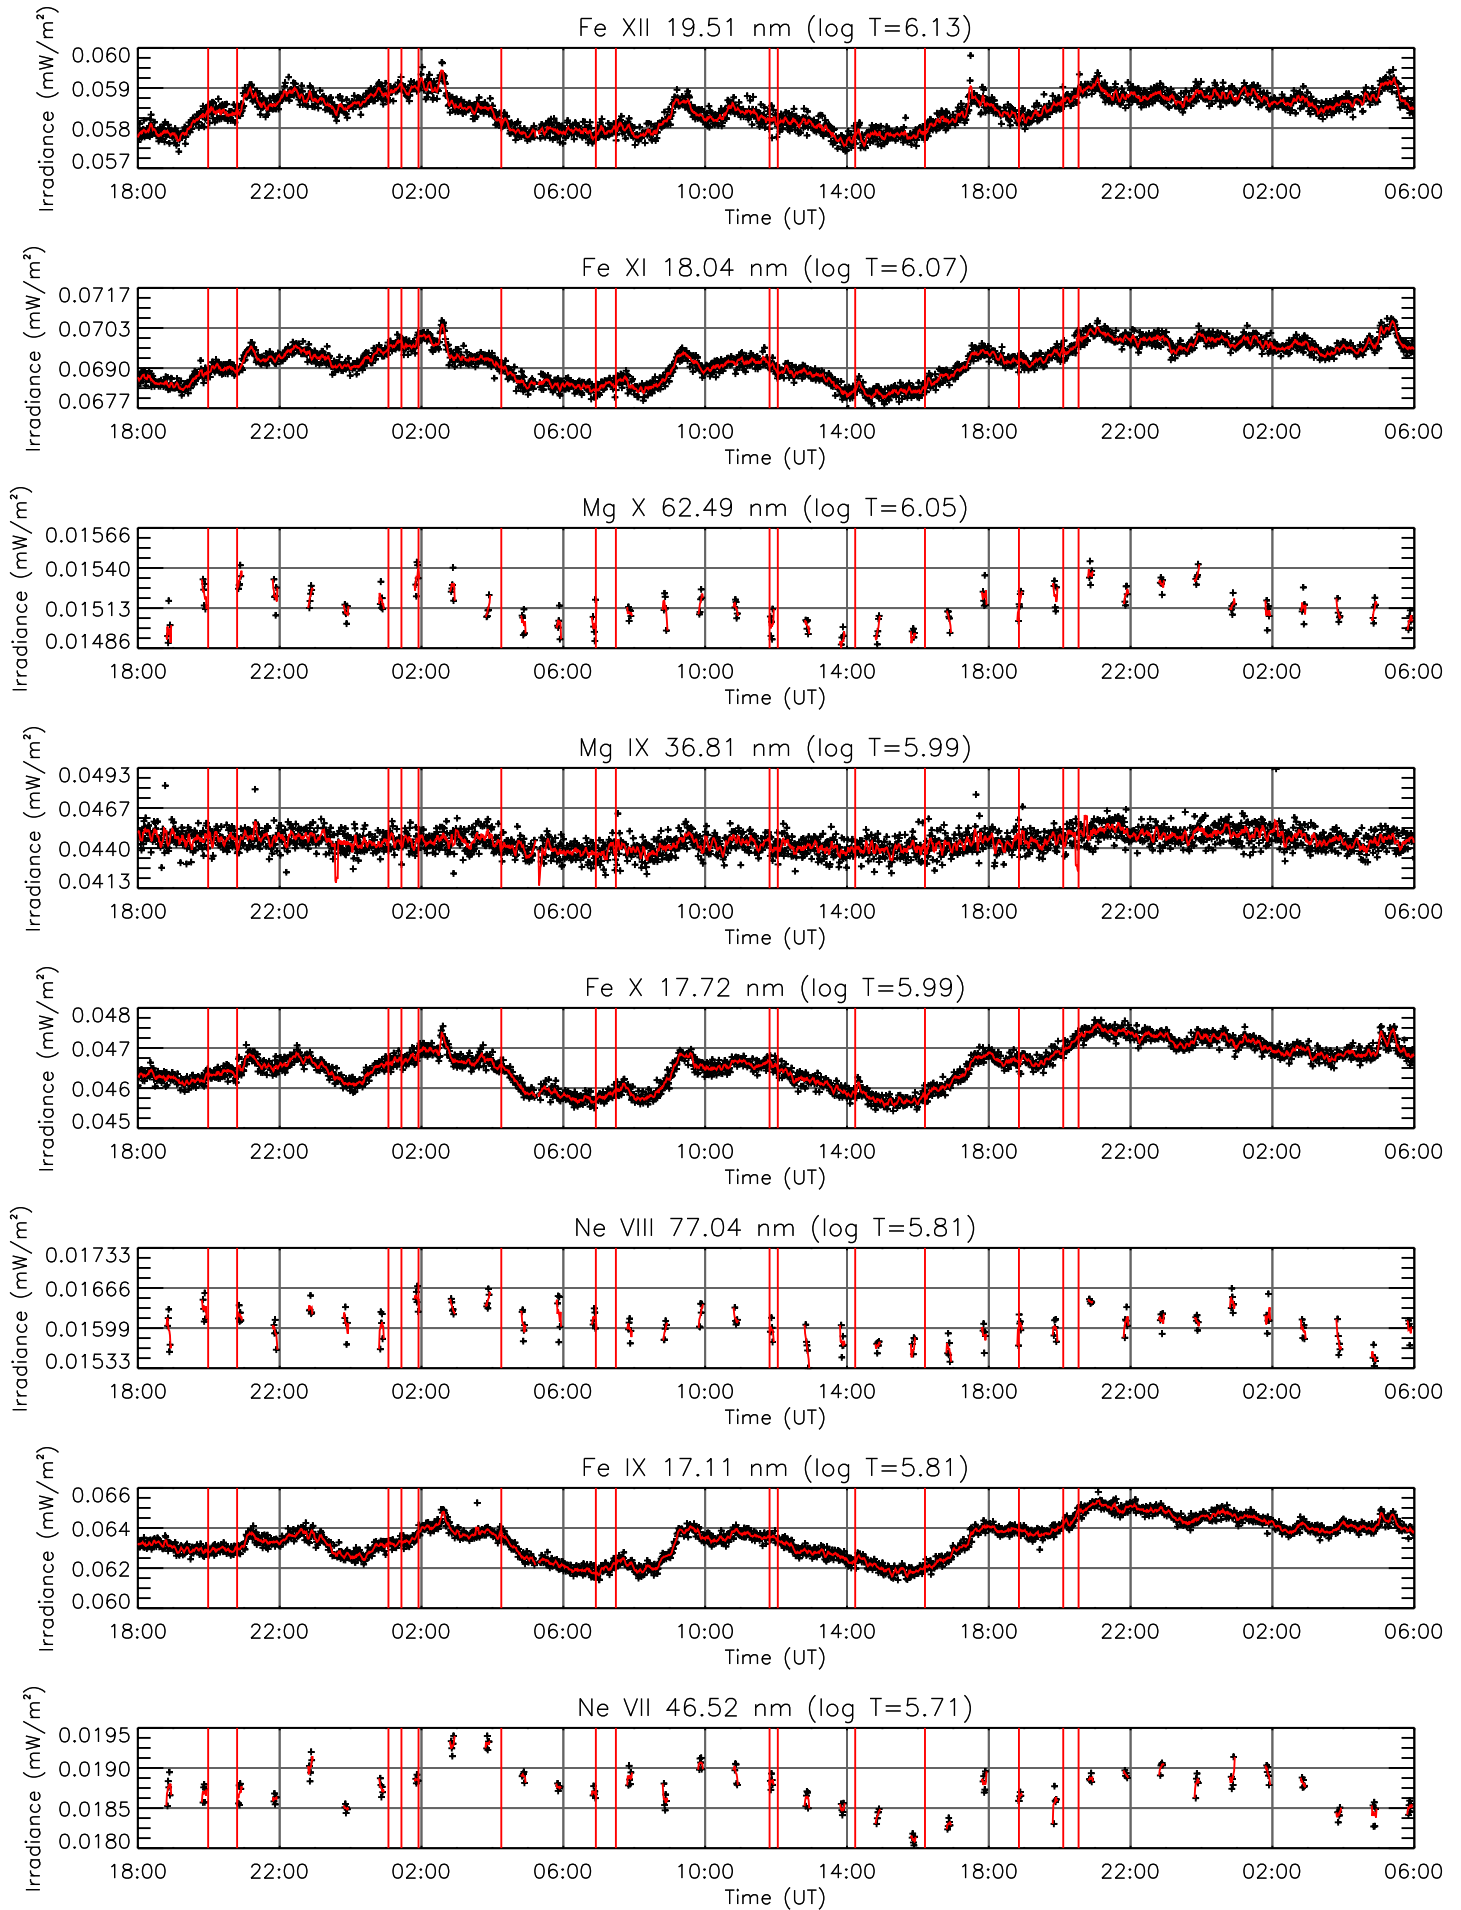 Fe XII 19.51 nm (log T=6.13)
Irradiance (mW/m²)
0.060
0.059
0.058
0.057
18:00 22:00 02:00 06:00 10:00 14:00 18:00 22:00 02:00 06:00
Time (UT)
Fe XI 18.04 nm (log T=6.07)
Irradiance (mW/m²)
0.0717
0.0703
0.0690
0.0677
18:00 22:00 02:00 06:00 10:00 14:00 18:00 22:00 02:00 06:00
Time (UT)
Mg X 62.49 nm (log T=6.05)
Irradiance (mW/m²)
0.01566
0.01540
0.01513
0.01486
18:00 22:00 02:00 06:00 10:00 14:00 18:00 22:00 02:00 06:00
Time (UT)
Mg IX 36.81 nm (log T=5.99)
Irradiance (mW/m²)
0.0493
0.0467
0.0440
0.0413
18:00 22:00 02:00 06:00 10:00 14:00 18:00 22:00 02:00 06:00
Time (UT)
Fe X 17.72 nm (log T=5.99)
Irradiance (mW/m²)
0.048
0.047
0.046
0.045
18:00 22:00 02:00 06:00 10:00 14:00 18:00 22:00 02:00 06:00
Time (UT)
Ne VIII 77.04 nm (log T=5.81)
Irradiance (mW/m²)
0.01733
0.01666
0.01599
0.01533
18:00 22:00 02:00 06:00 10:00 14:00 18:00 22:00 02:00 06:00
Time (UT)
Fe IX 17.11 nm (log T=5.81)
Irradiance (mW/m²)
0.066
0.064
0.062
0.060
18:00 22:00 02:00 06:00 10:00 14:00 18:00 22:00 02:00 06:00
Time (UT)
Ne VII 46.52 nm (log T=5.71)
Irradiance (mW/m²)
0.0195
0.0190
0.0185
0.0180
18:00 22:00 02:00 06:00 10:00 14:00 18:00 22:00 02:00 06:00
Time (UT)